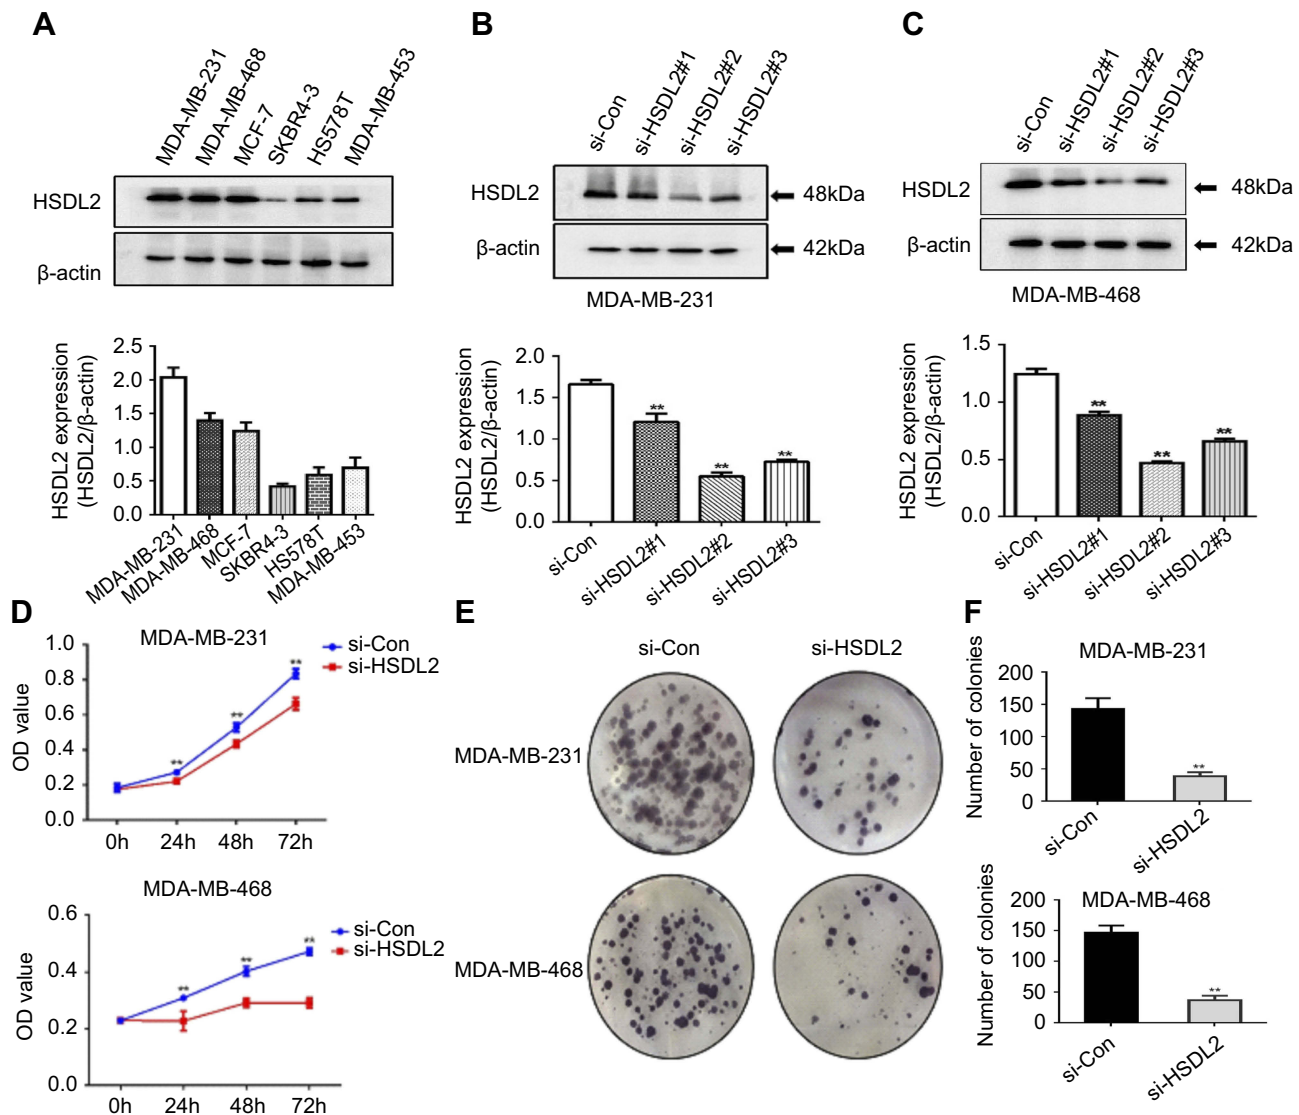 A
MDA-MB-231
MDA-MB-468
MCF-7
SKBR4-3
HS578T
MDA-MB-453
HSDL2
β-actin
HSDL2 expression
(HSDL2/β-actin)
2.5
2.0
1.5
1.0
0.5
0.0
MDA-MB-231
MDA-MB-468
MCF-7
SKBR4-3
HS578T
MDA-MB-453
B
si-Con
si-HSDL2#1
si-HSDL2#2
si-HSDL2#3
HSDL2
48kDa
β-actin
42kDa
MDA-MB-231
HSDL2 expression
(HSDL2/β-actin)
2.0
1.5
1.0
0.5
0.0
**
**
**
si-Con
si-HSDL2#1
si-HSDL2#2
si-HSDL2#3
C
si-Con
si-HSDL2#1
si-HSDL2#2
si-HSDL2#3
HSDL2
48kDa
β-actin
42kDa
MDA-MB-468
HSDL2 expression
(HSDL2/β-actin)
1.5
1.0
0.5
0.0
**
**
**
si-Con
si-HSDL2#1
si-HSDL2#2
si-HSDL2#3
D
MDA-MB-231
si-Con
si-HSDL2
OD value
1.0
0.8
0.6
0.4
0.2
0.0
**
**
**
0h 24h 48h 72h
MDA-MB-468
si-Con
si-HSDL2
OD value
0.6
0.4
0.2
0.0
**
**
**
0h 24h 48h 72h
E
si-Con si-HSDL2
MDA-MB-231
MDA-MB-468
F
MDA-MB-231
Number of colonies
200
150
100
50
0
**
si-Con
si-HSDL2
MDA-MB-468
Number of colonies
200
150
100
50
0
**
si-Con
si-HSDL2